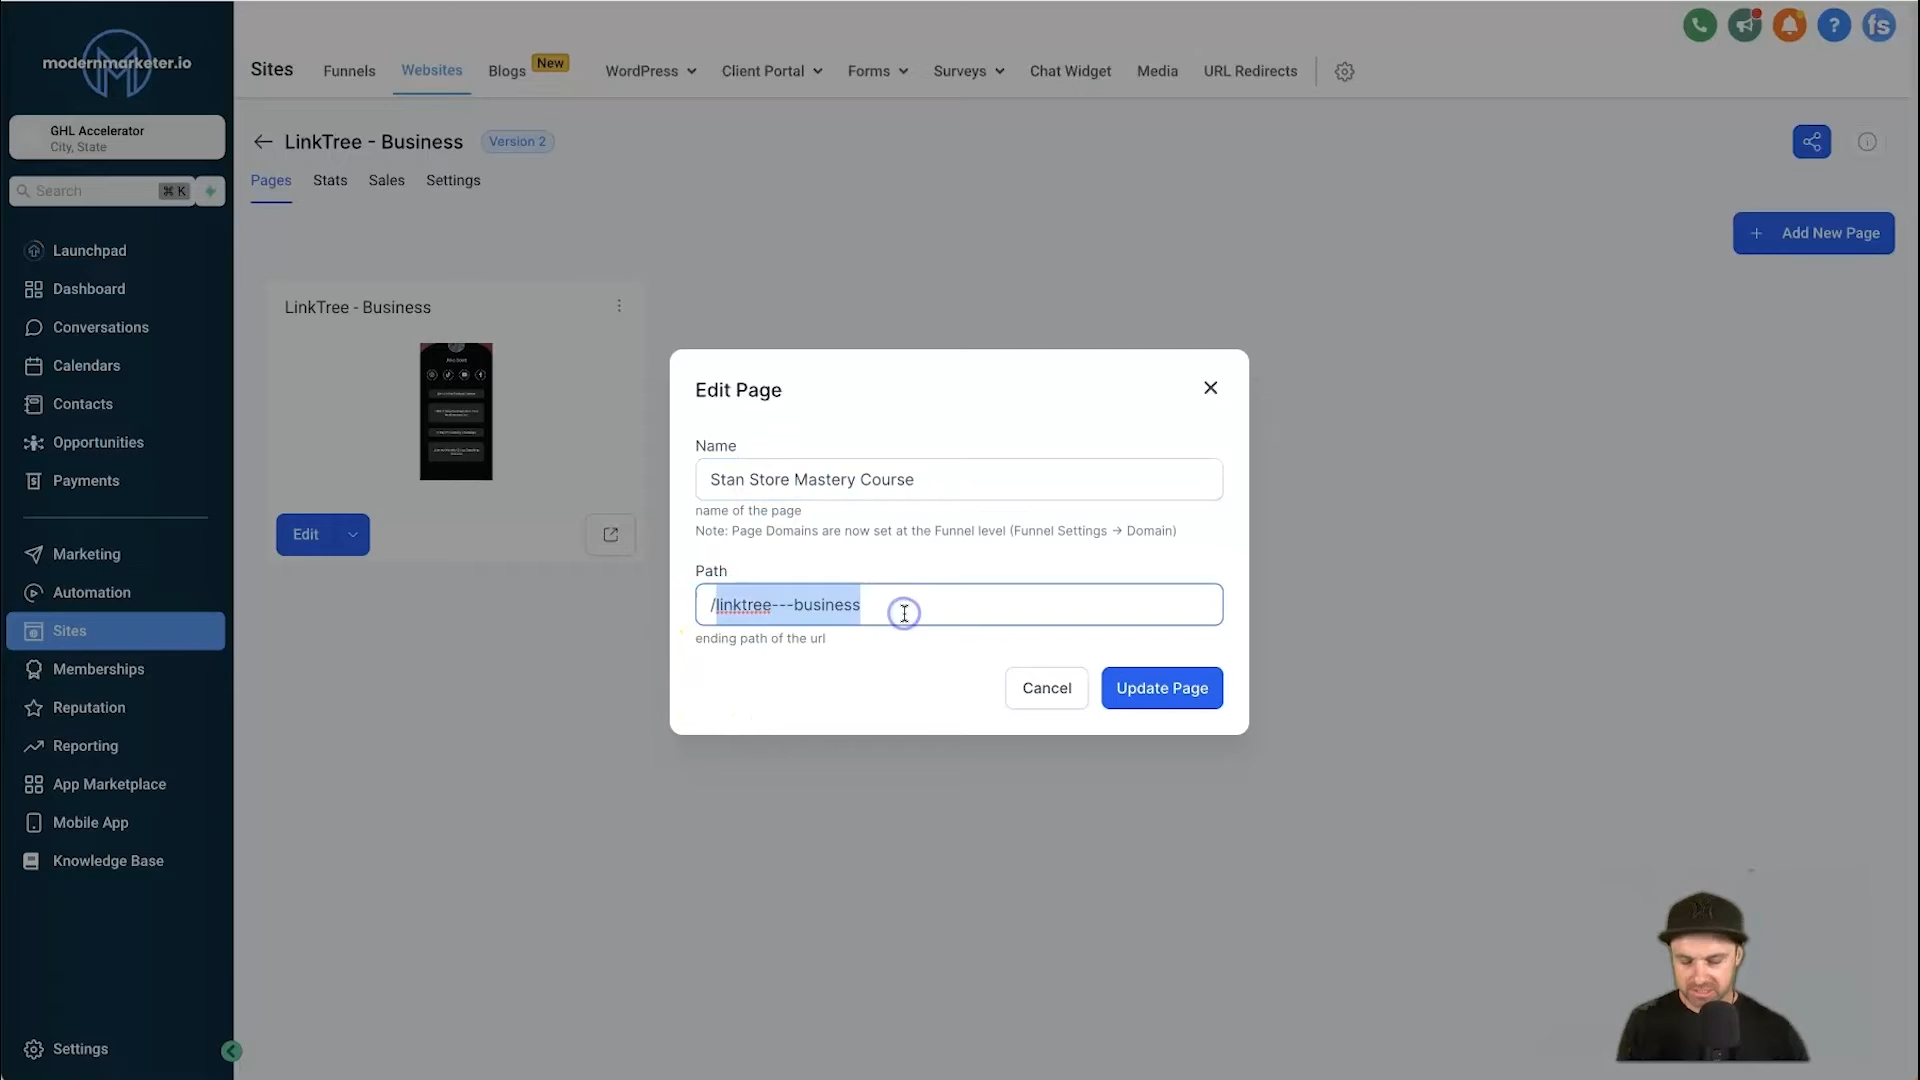 modernmarketer.io
GHL Accelerator
City, State
Search ⌘ K
Launchpad
Dashboard
Conversations
Calendars
Contacts
Opportunities
Payments
Marketing
Automation
Sites
Memberships
Reputation
Reporting
App Marketplace
Mobile App
Knowledge Base
Settings
Sites Funnels Websites Blogs New WordPress Client Portal Forms Surveys Chat Widget Media URL Redirects
? fs
LinkTree - Business Version 2
Pages Stats Sales Settings
+ Add New Page
LinkTree - Business
Edit
Edit Page
Name
Stan Store Mastery Course
name of the page
Note: Page Domains are now set at the Funnel level (Funnel Settings → Domain)
Path
/linktree---business
ending path of the url
Cancel Update Page